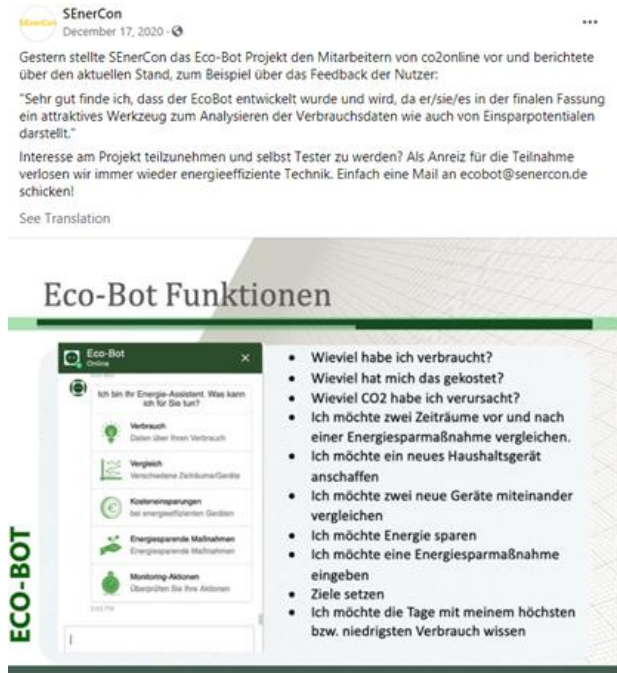 SEnerCon
SEnerCon
December 17, 2020 ·
Gestern stellte SEnerCon das Eco-Bot Projekt den Mitarbeitern von co2online vor und berichtete
über den aktuellen Stand, zum Beispiel über das Feedback der Nutzer:
"Sehr gut finde ich, dass der EcoBot entwickelt wurde und wird, da er/sie/es in der finalen Fassung
ein attraktives Werkzeug zum Analysieren der Verbrauchsdaten wie auch von Einsparpotentialen
darstellt."
Interesse am Projekt teilzunehmen und selbst Tester zu werden? Als Anreiz für die Teilnahme
verlosen wir immer wieder energieeffiziente Technik. Einfach eine Mail an ecobot@senercon.de
schicken!
See Translation
Eco-Bot Funktionen
Eco-Bot
Online
Ich bin Ihr Energie-Assistent. Was kann
ich für Sie tun?
Verbrauch
Daten über Ihren Verbrauch
Vergleich
Verschiedene Zeiträume/Geräte
Kosteneinsparungen
bei energieeffizienten Geräten
Energiesparende Maßnahmen
Energiesparende Maßnahmen
Monitoring-Aktionen
Überprüfen Sie Ihre Aktionen
• Wieviel habe ich verbraucht?
• Wieviel hat mich das gekostet?
• Wieviel CO2 habe ich verursacht?
• Ich möchte zwei Zeiträume vor und nach
einer Energiesparmaßnahme vergleichen.
• Ich möchte ein neues Haushaltsgerät
anschaffen
• Ich möchte zwei neue Geräte miteinander
vergleichen
• Ich möchte Energie sparen
• Ich möchte eine Energiesparmaßnahme
eingeben
• Ziele setzen
• Ich möchte die Tage mit meinem höchsten
bzw. niedrigsten Verbrauch wissen
ECO-BOT